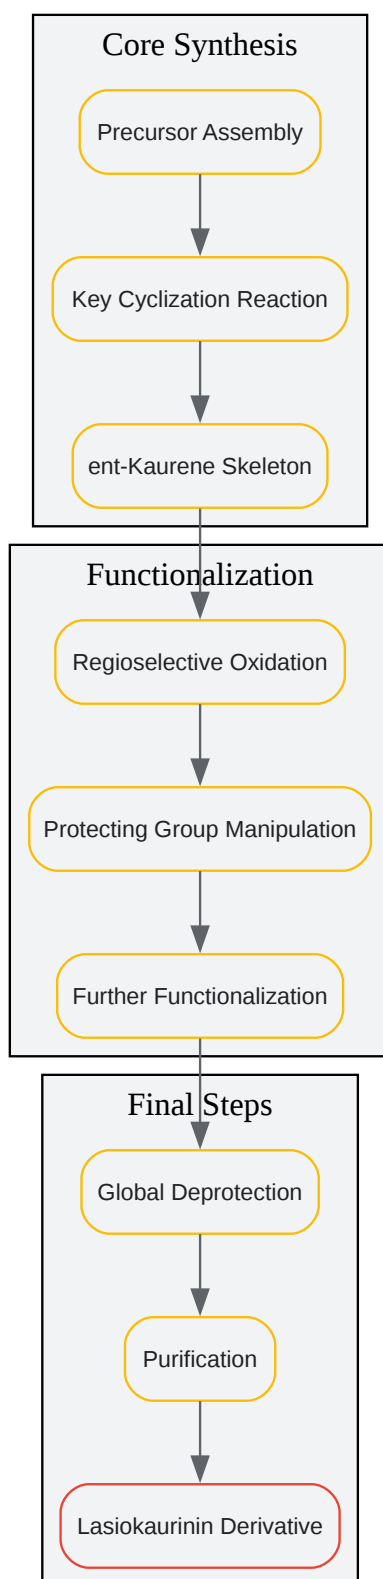 Core Synthesis
Precursor Assembly
Key Cyclization Reaction
ent-Kaurene Skeleton
Functionalization
Regioselective Oxidation
Protecting Group Manipulation
Further Functionalization
Final Steps
Global Deprotection
Purification
Lasiokaurinin Derivative